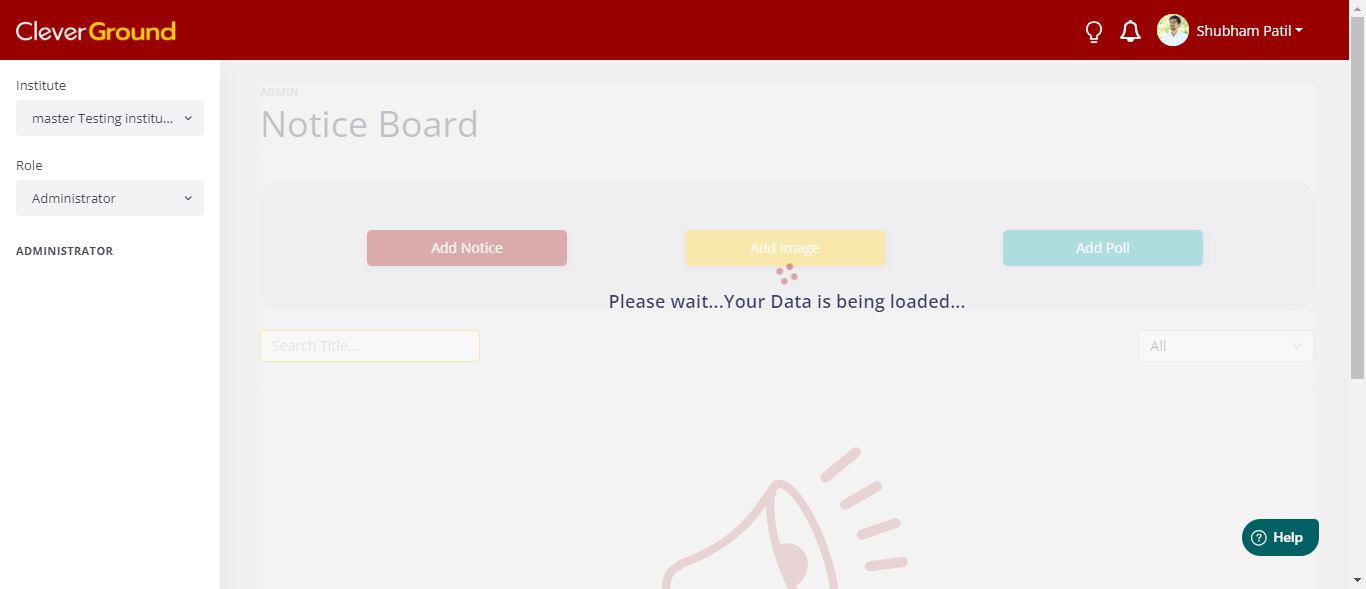 CleverGround
Shubham Patil
Institute
master Testing institu...
Role
Administrator
ADMINISTRATOR
ADMIN
Notice Board
Add Notice
Add Image
Add Poll
Please wait...Your Data is being loaded...
Search Title...
All
Help